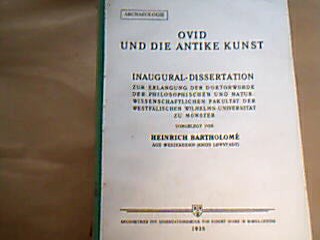 ARCHÄOLOGIE
OVID
UND DIE ANTIKE KUNST
INAUGURAL-DISSERTATION
ZUR ERLANGUNG DER DOKTORWÜRDE
DER PHILOSOPHISCHEN UND NATUR-
WISSENSCHAFTLICHEN FAKULTÄT DER
WESTFÄLISCHEN WILHELMS-UNIVERSITÄT
ZU MÜNSTER
VORGELEGT VON
HEINRICH BARTHOLOMÉ
AUS
1935